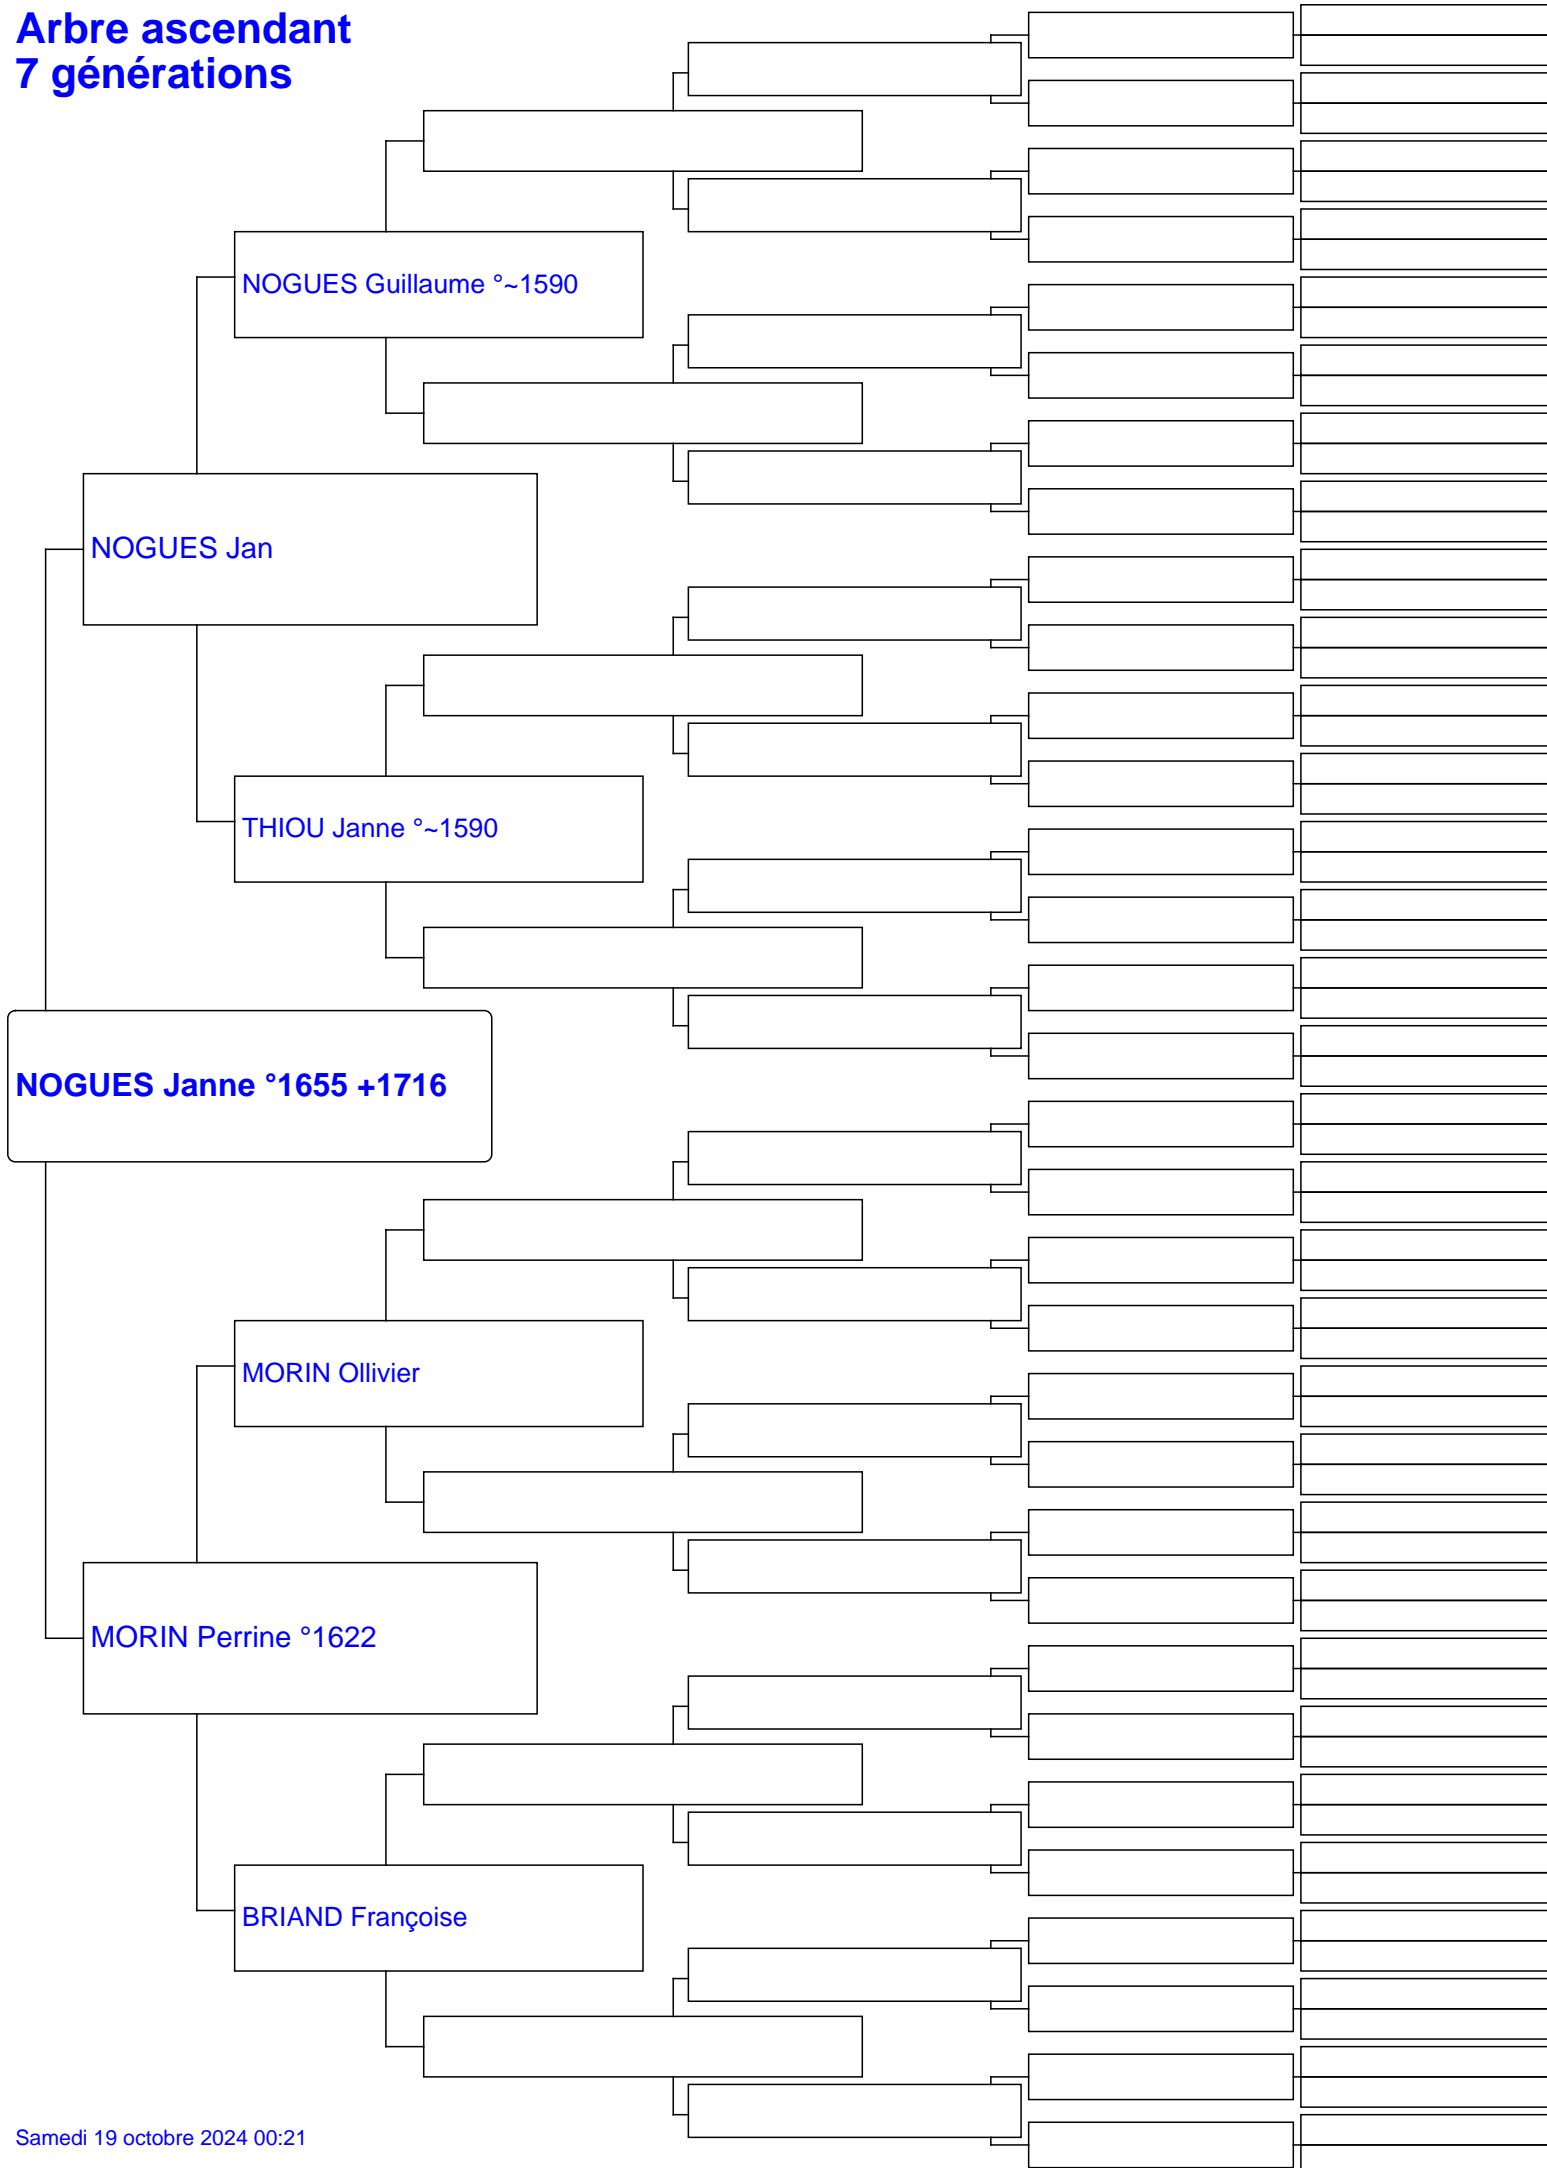 Arbre ascendant
7 générations
NOGUES Guillaume °~1590
NOGUES Jan
THIOU Janne °~1590
NOGUES Janne °1655 +1716
MORIN Ollivier
MORIN Perrine °1622
BRIAND Françoise
Samedi 19 octobre 2024 00:21